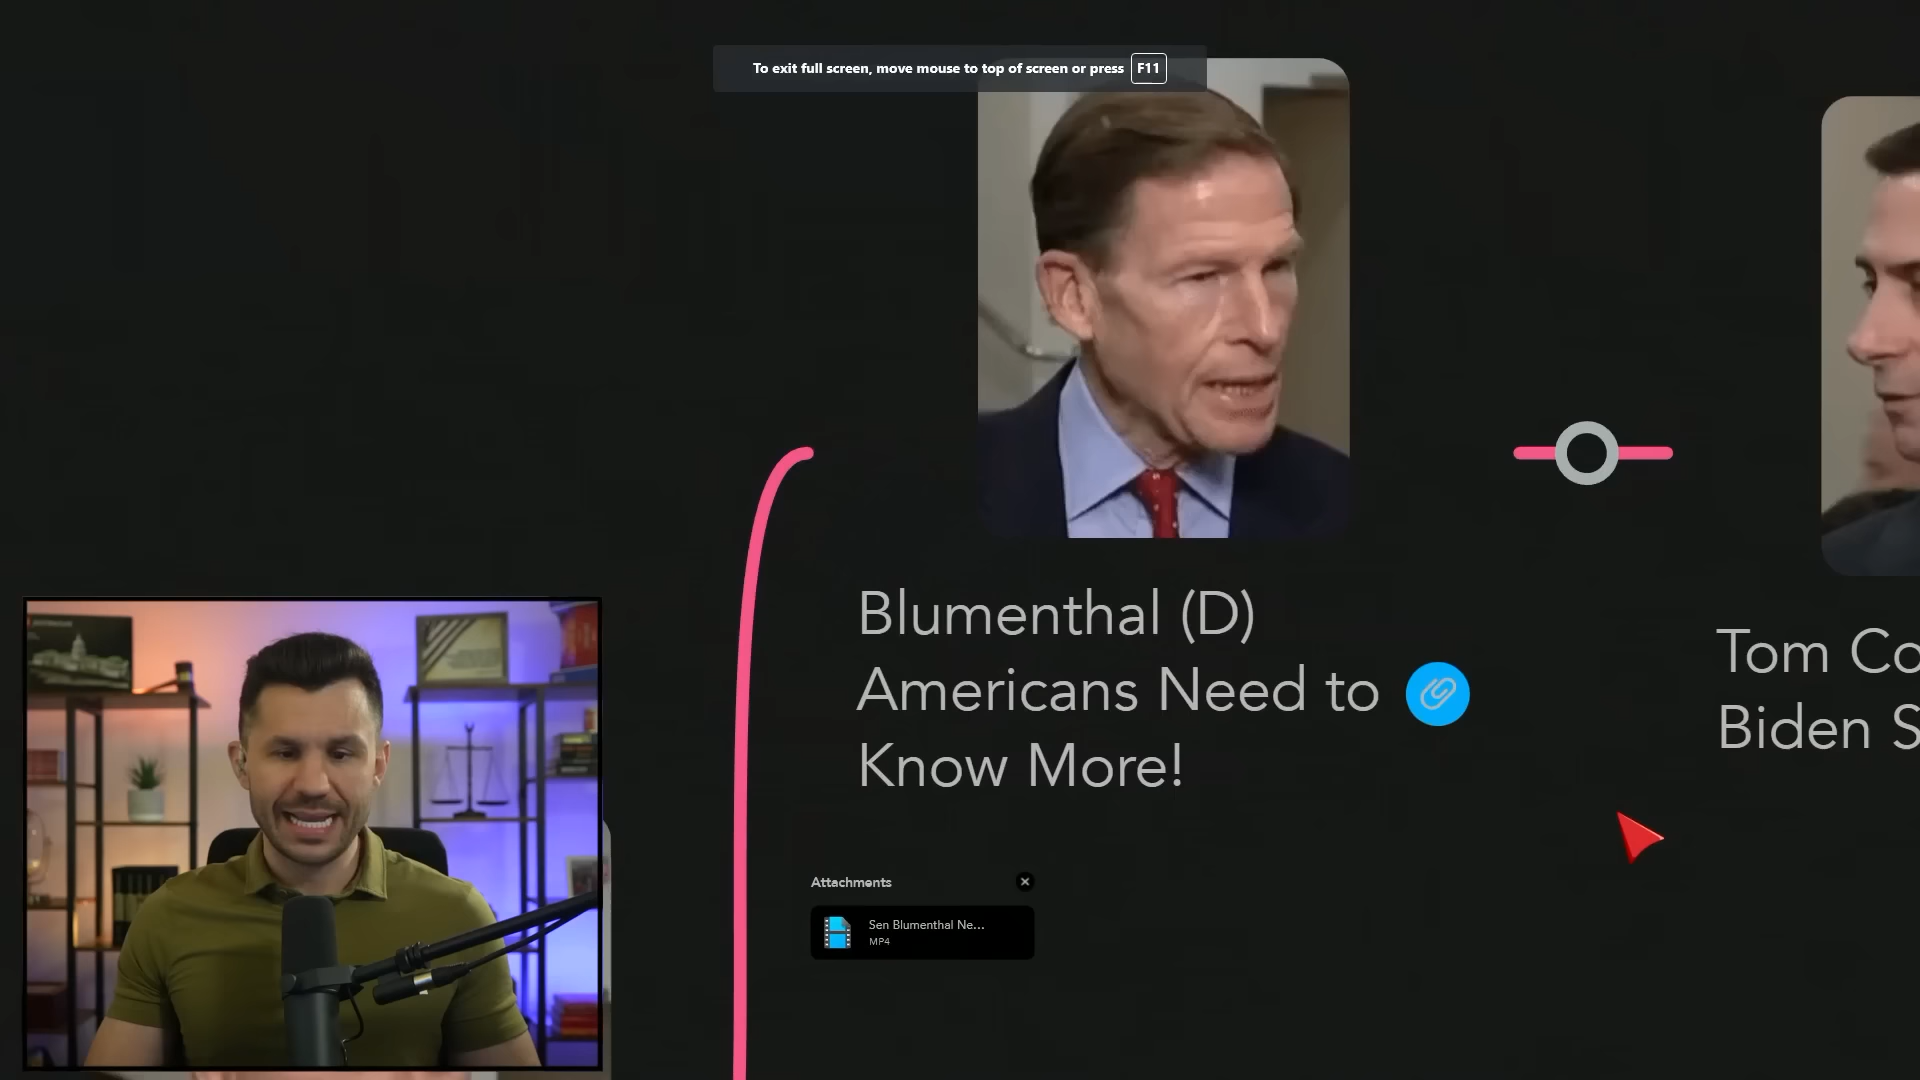 To exit full screen, move mouse to top of screen or press F11
Blumenthal (D)
Americans Need to
Know More!
Tom Co
Biden S
Attachments
Sen Blumenthal Ne...
MP4